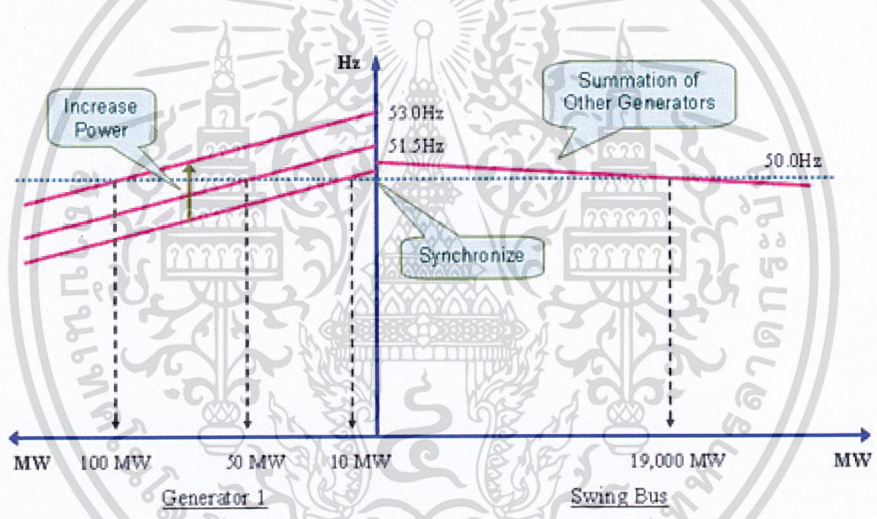 Hz
Increase
Power
53.0Hz
51.5Hz
Summation of
Other Generators
50.0Hz
Synchronize
MW 100 MW 50 MW 10 MW 19,000 MW MW
Generator 1 Swing Bus